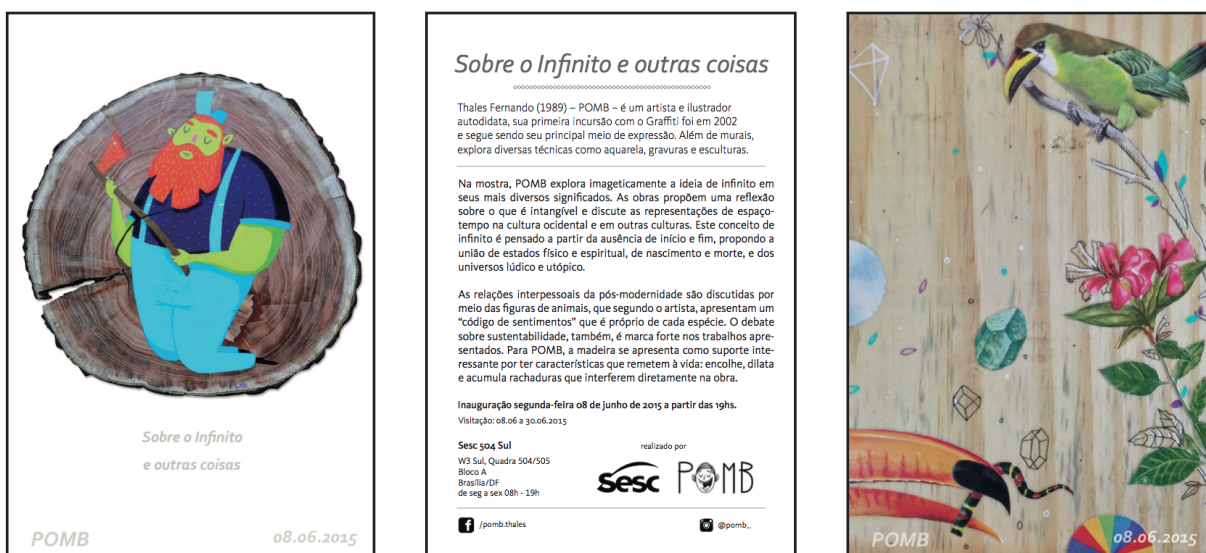 Sobre o Infinito
e outras coisas
POMB
08.06.2015
Sobre o Infinito e outras coisas
Thales Fernando (1989) – POMB – é um artista e ilustrador
autodidata, sua primeira incursão com o Graffiti foi em 2002
e segue sendo seu principal meio de expressão. Além de murais,
explora diversas técnicas como aquarela, gravuras e esculturas.
Na mostra, POMB explora imageticamente a ideia de infinito em
seus mais diversos significados. As obras propõem uma reflexão
sobre o que é intangível e discute as representações de espaço-
tempo na cultura ocidental e em outras culturas. Este conceito de
infinito é pensado a partir da ausência de início e fim, propondo a
união de estados físico e espiritual, de nascimento e morte, e dos
universos lúdico e utópico.
As relações interpessoais da pós-modernidade são discutidas por
meio das figuras de animais, que segundo o artista, apresentam um
“código de sentimentos” que é próprio de cada espécie. O debate
sobre sustentabilidade, também, é marca forte nos trabalhos apre-
sentados. Para POMB, a madeira se apresenta como suporte inte-
ressante por ter características que remetem à vida: encolhe, dilata
e acumula rachaduras que interferem diretamente na obra.
Inauguração segunda-feira 08 de junho de 2015 a partir das 19hs.
Visitação: 08.06 a 30.06.2015
Sesc 504 Sul
W3 Sul, Quadra 504/505
Bloco A
Brasília/DF
de seg a sex 08h - 19h
realizado por
sesc POMB
/pomb.thales
@pomb_
POMB
08.06.2015